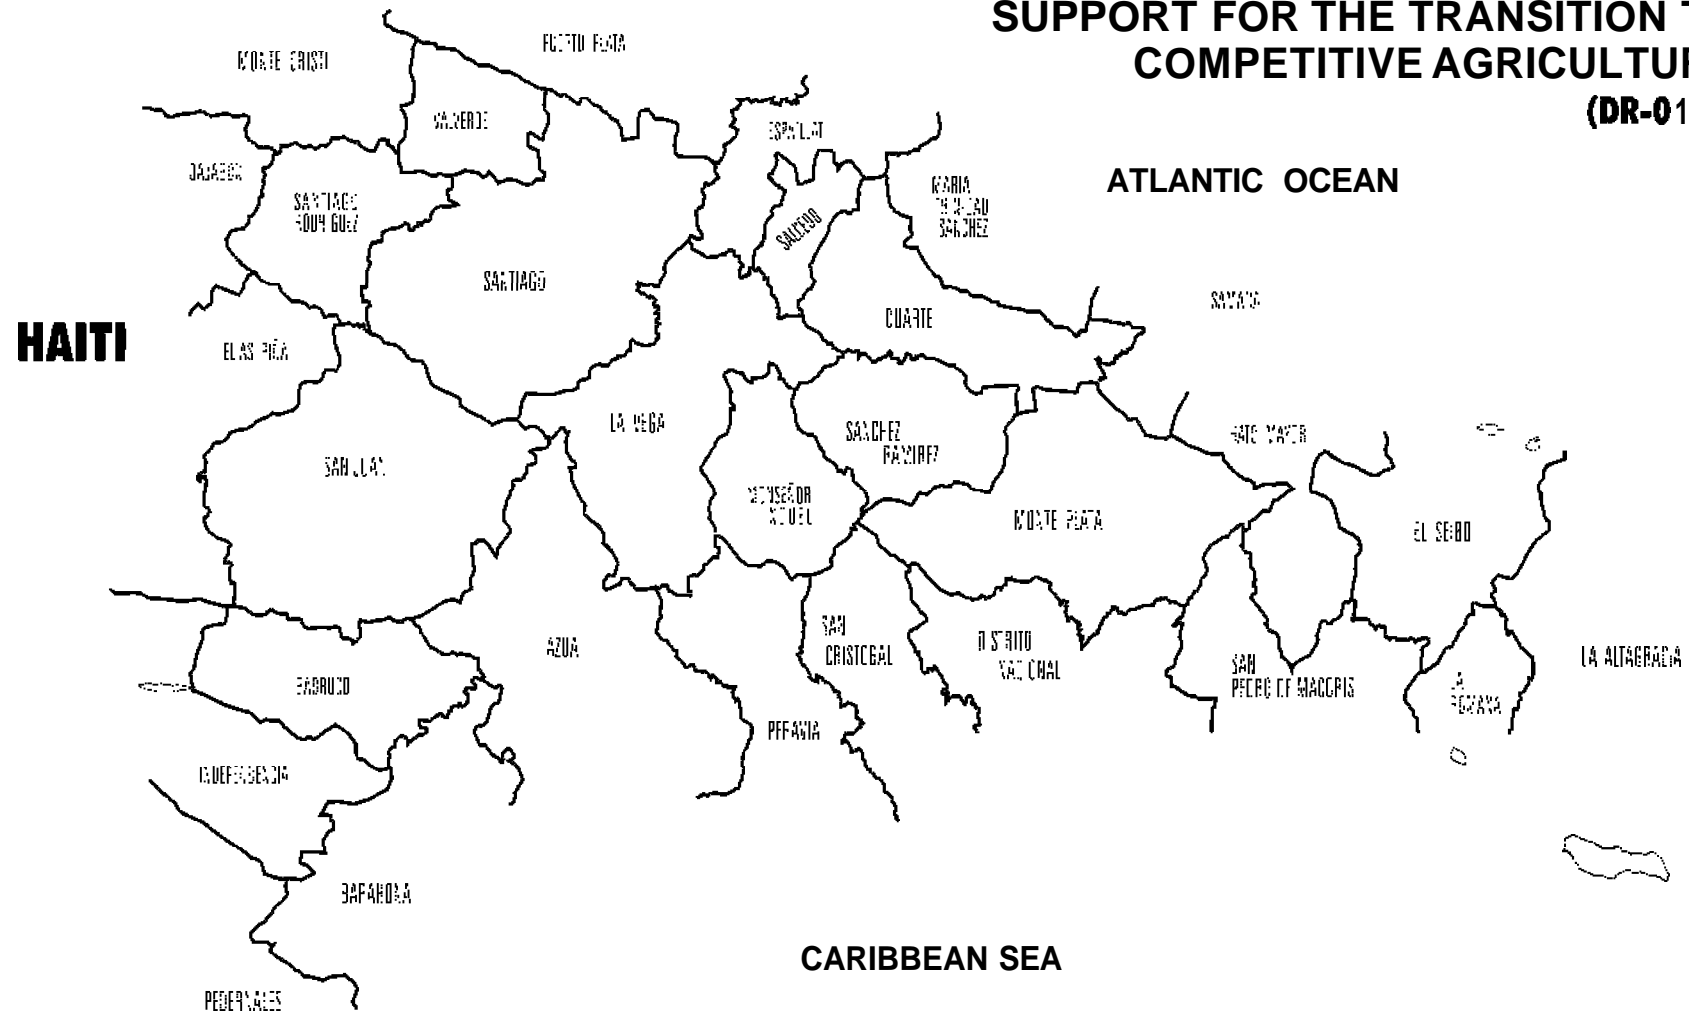 SUPPORT FOR THE TRANSITION T
COMPETITIVE AGRICULTUR
(DR-01
PUERTO PLATA
MONTE CRISTI
VALVERDE
ESPAILLAT
DAJABON
ATLANTIC OCEAN
SANTIAGO
RODRIGUEZ
MARIA
TRINIDAD
SANCHEZ
SALCEDO
SANTIAGO
SAMANA
DUARTE
HAITI
ELIAS PIÑA
LA VEGA
SANCHEZ
RAMIREZ
HATO MAYOR
SAN JUAN
MONSEÑOR
NOUEL
MONTE PLATA
EL SEIBO
SAN
CRISTOBAL
DISTRITO
NACIONAL
AZUA
LA ALTAGRACIA
SAN
PEDRO DE MACORIS
LA
ROMANA
BAORUCO
PERAVIA
INDEPENDENCIA
BARAHONA
CARIBBEAN SEA
PEDERNALES